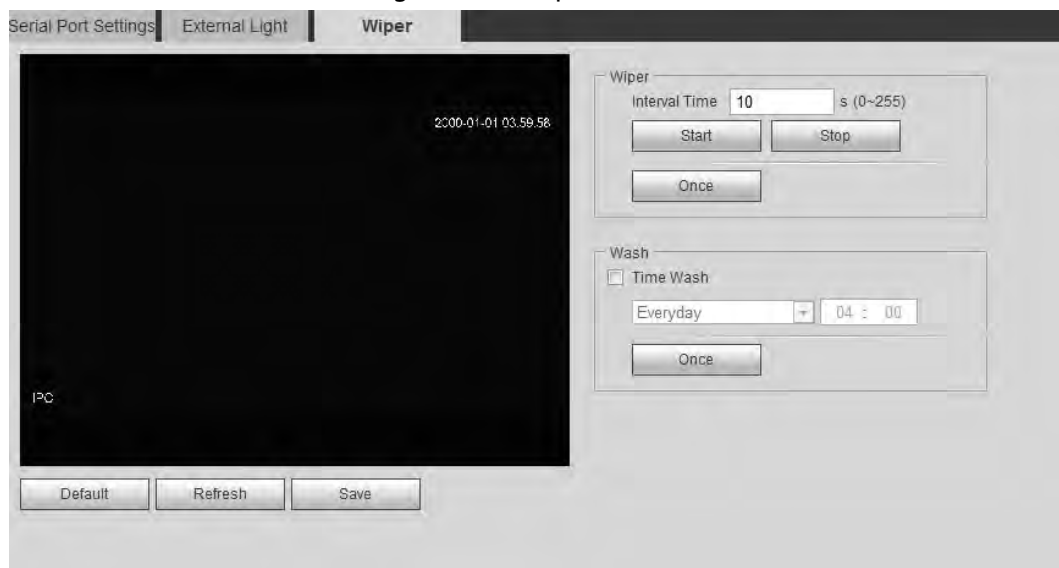 Serial Port Settings External Light Wiper
2000-01-01 03:59:58
IPC
Wiper
Interval Time 10 s (0~255)
Start Stop
Once
Wash
Time Wash
Everyday 04 : 00
Once
Default Refresh Save